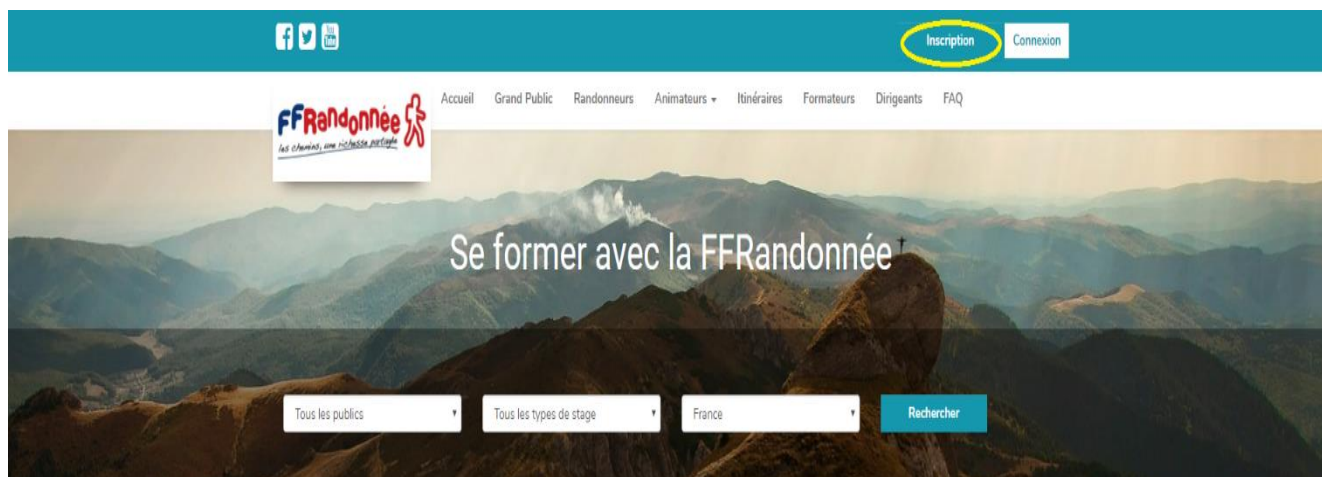 Inscription
Connexion
FFRandonnée
les chemins, une richesse partagée
Accueil
Grand Public
Randonneurs
Animateurs
Itinéraires
Formateurs
Dirigeants
FAQ
Se former avec la FFRandonnée
Tous les publics
Tous les types de stage
France
Rechercher